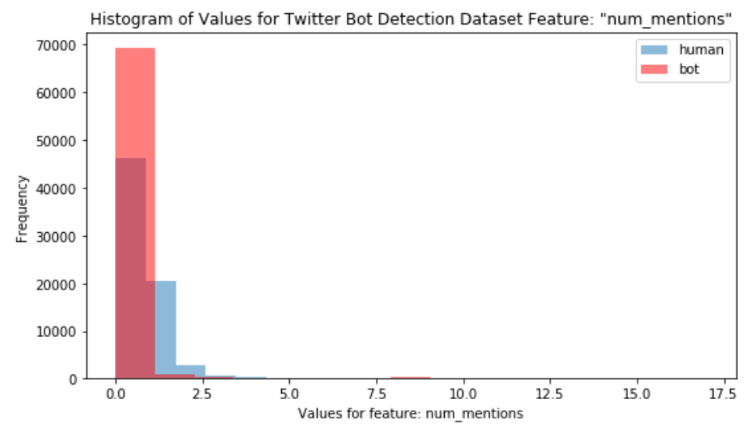 Histogram of Values for Twitter Bot Detection Dataset Feature: "num_mentions"
human
bot
Frequency
70000
60000
50000
40000
30000
20000
10000
0
0.0 2.5 5.0 7.5 10.0 12.5 15.0 17.5
Values for feature: num_mentions